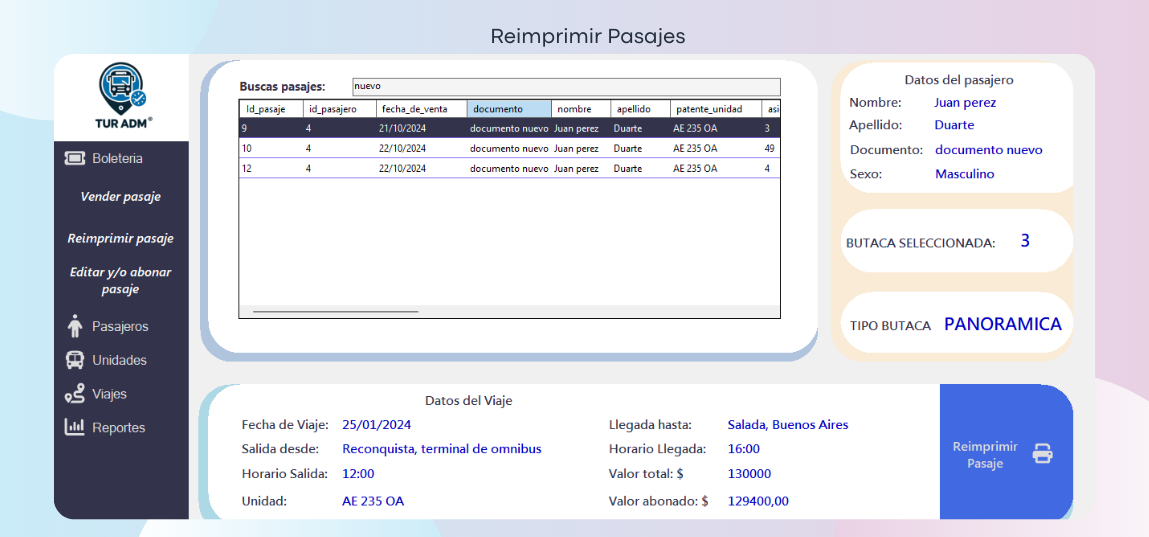 Reimprimir Pasajes
TUR ADM®
Boleteria
Vender pasaje
Reimprimir pasaje
Editar y/o abonar
pasaje
Pasajeros
Unidades
Viajes
Reportes
Buscas pasajes: nuevo
Id_pasaje id_pasajero fecha_de_venta documento nombre apellido patente_unidad asi
9 4 21/10/2024 documento nuevo Juan perez Duarte AE 235 OA 3
10 4 22/10/2024 documento nuevo Juan perez Duarte AE 235 OA 49
12 4 22/10/2024 documento nuevo Juan perez Duarte AE 235 OA 4
Datos del pasajero
Nombre: Juan perez
Apellido: Duarte
Documento: documento nuevo
Sexo: Masculino
BUTACA SELECCIONADA: 3
TIPO BUTACA PANORAMICA
Datos del Viaje
Fecha de Viaje: 25/01/2024 Llegada hasta: Salada, Buenos Aires
Salida desde: Reconquista, terminal de omnibus Horario Llegada: 16:00
Horario Salida: 12:00 Valor total: $ 130000
Unidad: AE 235 OA Valor abonado: $ 129400,00
Reimprimir
Pasaje